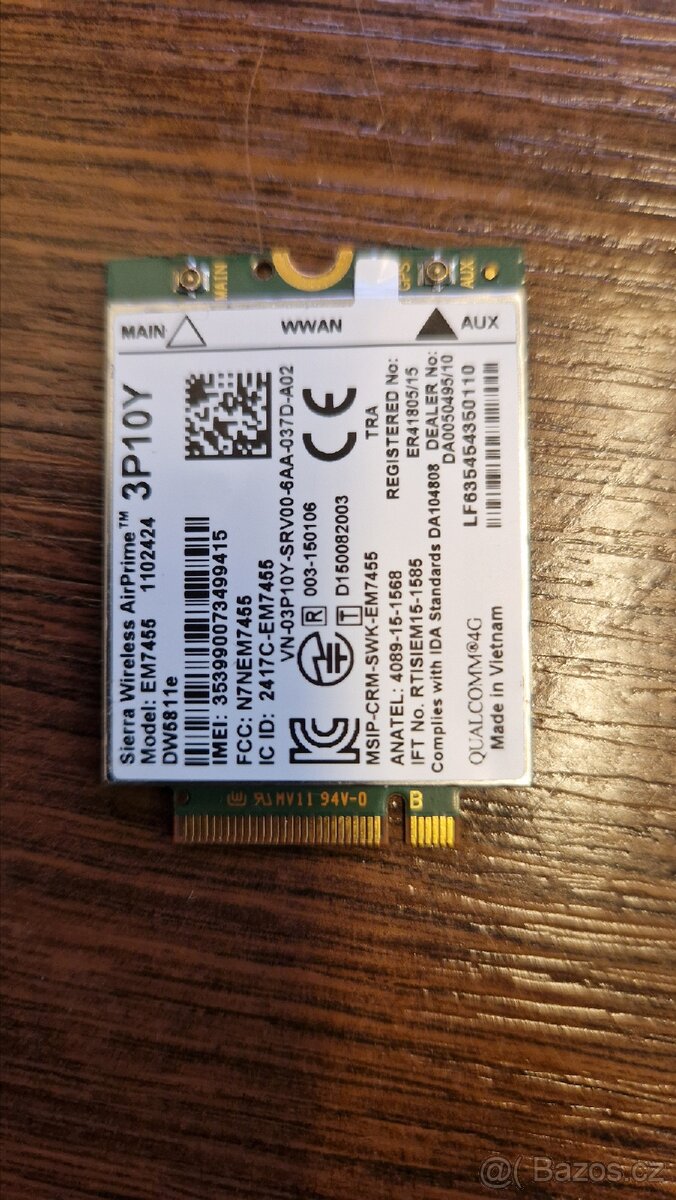 MAIN
GPS
AUX
MAIN WWAN AUX
Sierra Wireless AirPrime™ 3P10Y
Model: EM7455 1102424
DW5811e
IMEI: 353990073499415
FCC: N7NEM7455
IC ID: 2417C-EM7455
VN-03P10Y-SRV00-6AA-037D-A02
R 003-150106
T D150082003
CE
TRA
MSIP-CRM-SWK-EM7455
ANATEL: 4089-15-1568
IFT No. RTISIEM15-1585
Complies with IDA Standards DA104808
REGISTERED No:
ER41805/15
DEALER No:
DA0050495/10
LF635454350110
QUALCOMM®4G
Made in Vietnam
MV11 94V-0
B
@( Bazos.cz